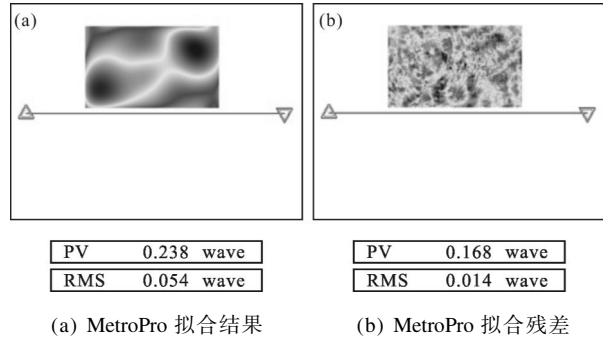 (a)
(b)
PV 0.238 wave
RMS 0.054 wave
PV 0.168 wave
RMS 0.014 wave
(a) MetroPro 拟合结果
(b) MetroPro 拟合残差